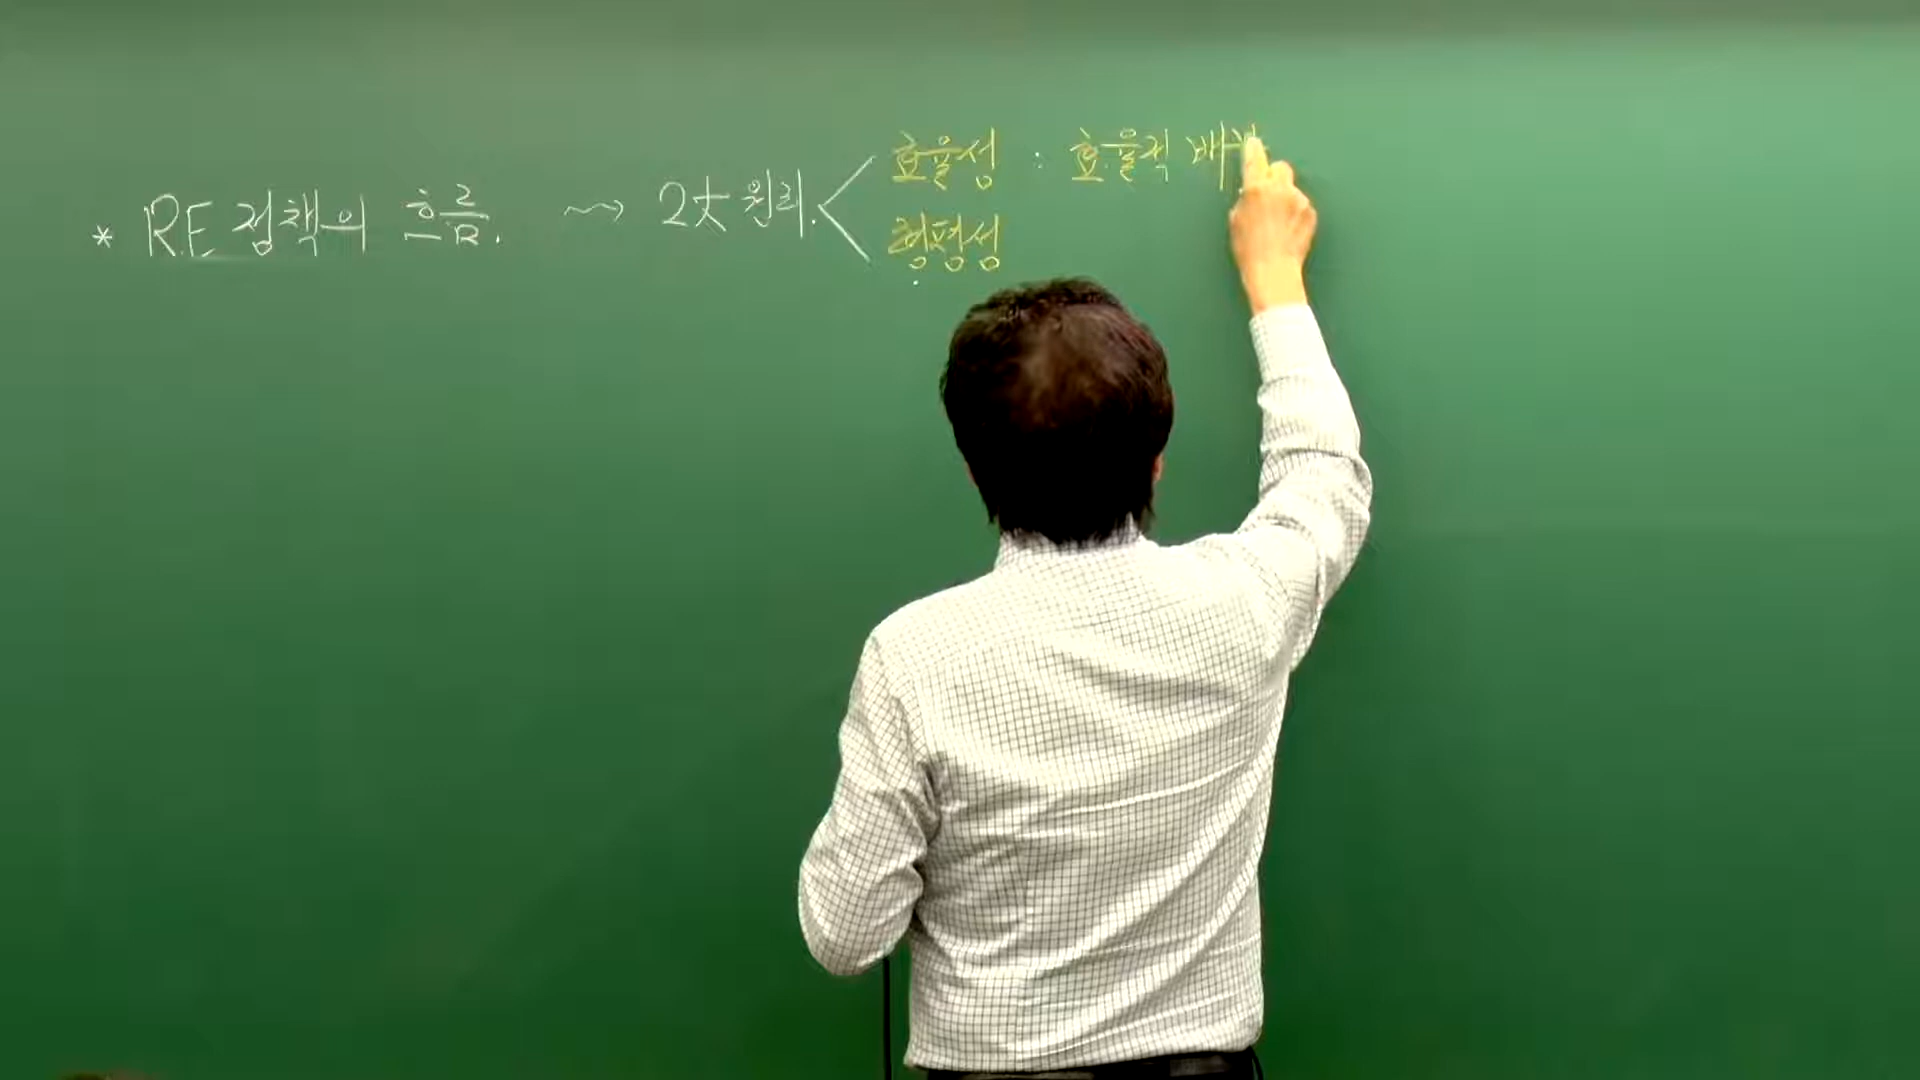 * R.E 정책의 흐름. ⇝ 2大 원리.
효율성 : 효율적 배
형평성